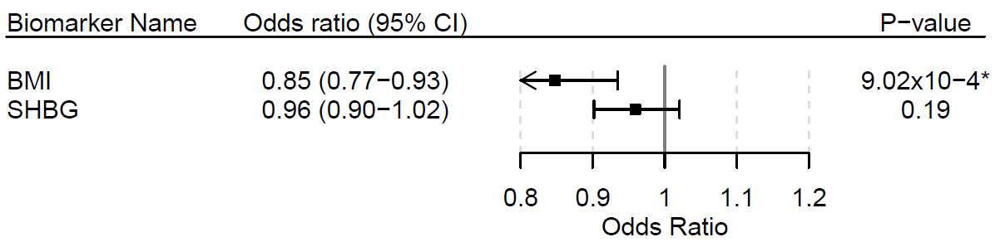 Biomarker Name Odds ratio (95% CI) P−value
BMI 0.85 (0.77−0.93) 9.02x10−4*
SHBG 0.96 (0.90−1.02) 0.19
0.8 0.9 1 1.1 1.2
Odds Ratio